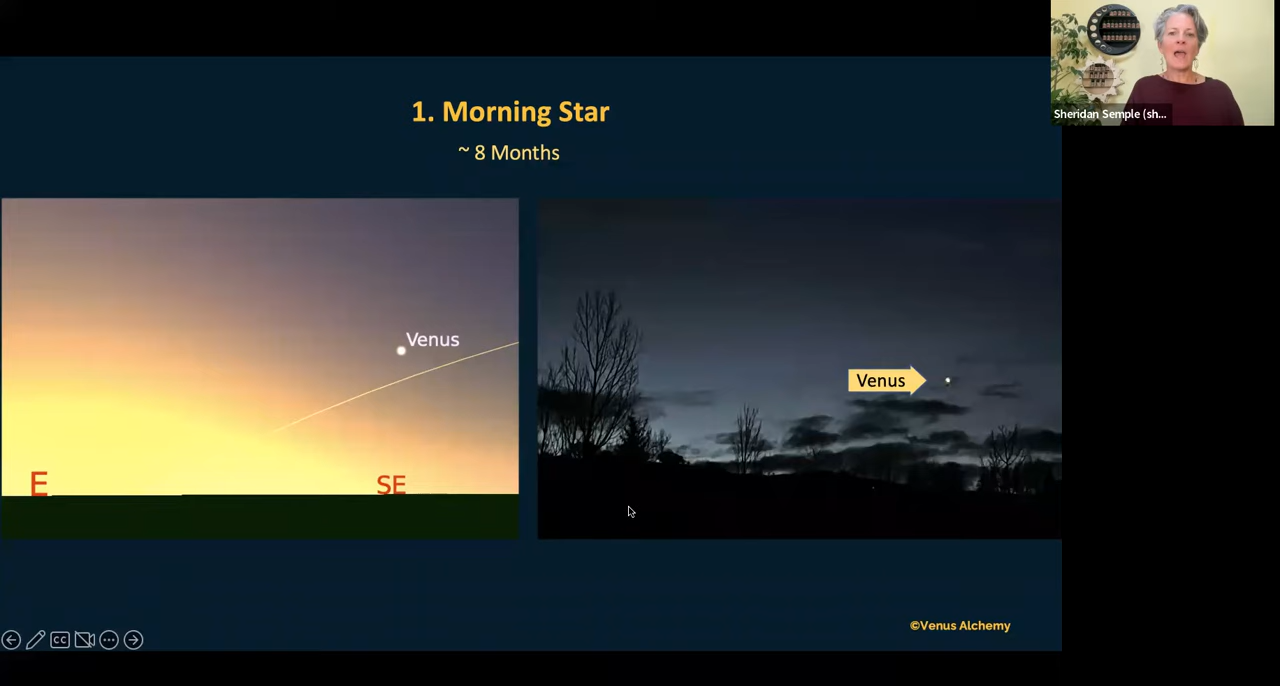 1. Morning Star
~ 8 Months
Venus
E
SE
Venus
©Venus Alchemy
CC
Sheridan Semple (sh...